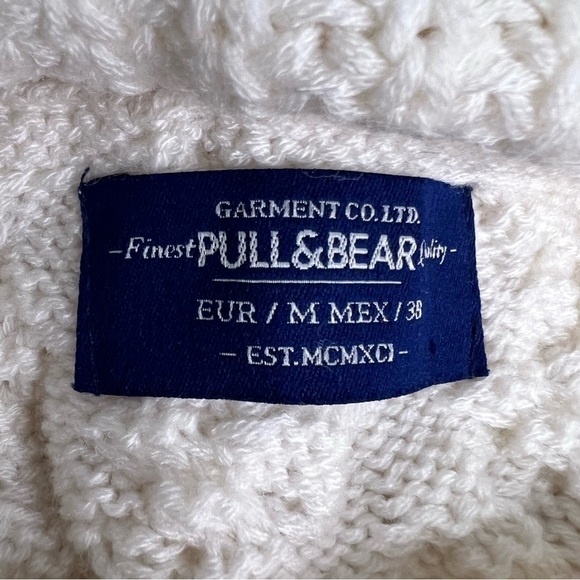 GARMENT CO.LTD.
-Finest PULL&BEAR Quality-
EUR / M MEX / 38
- EST.MCMXCI -